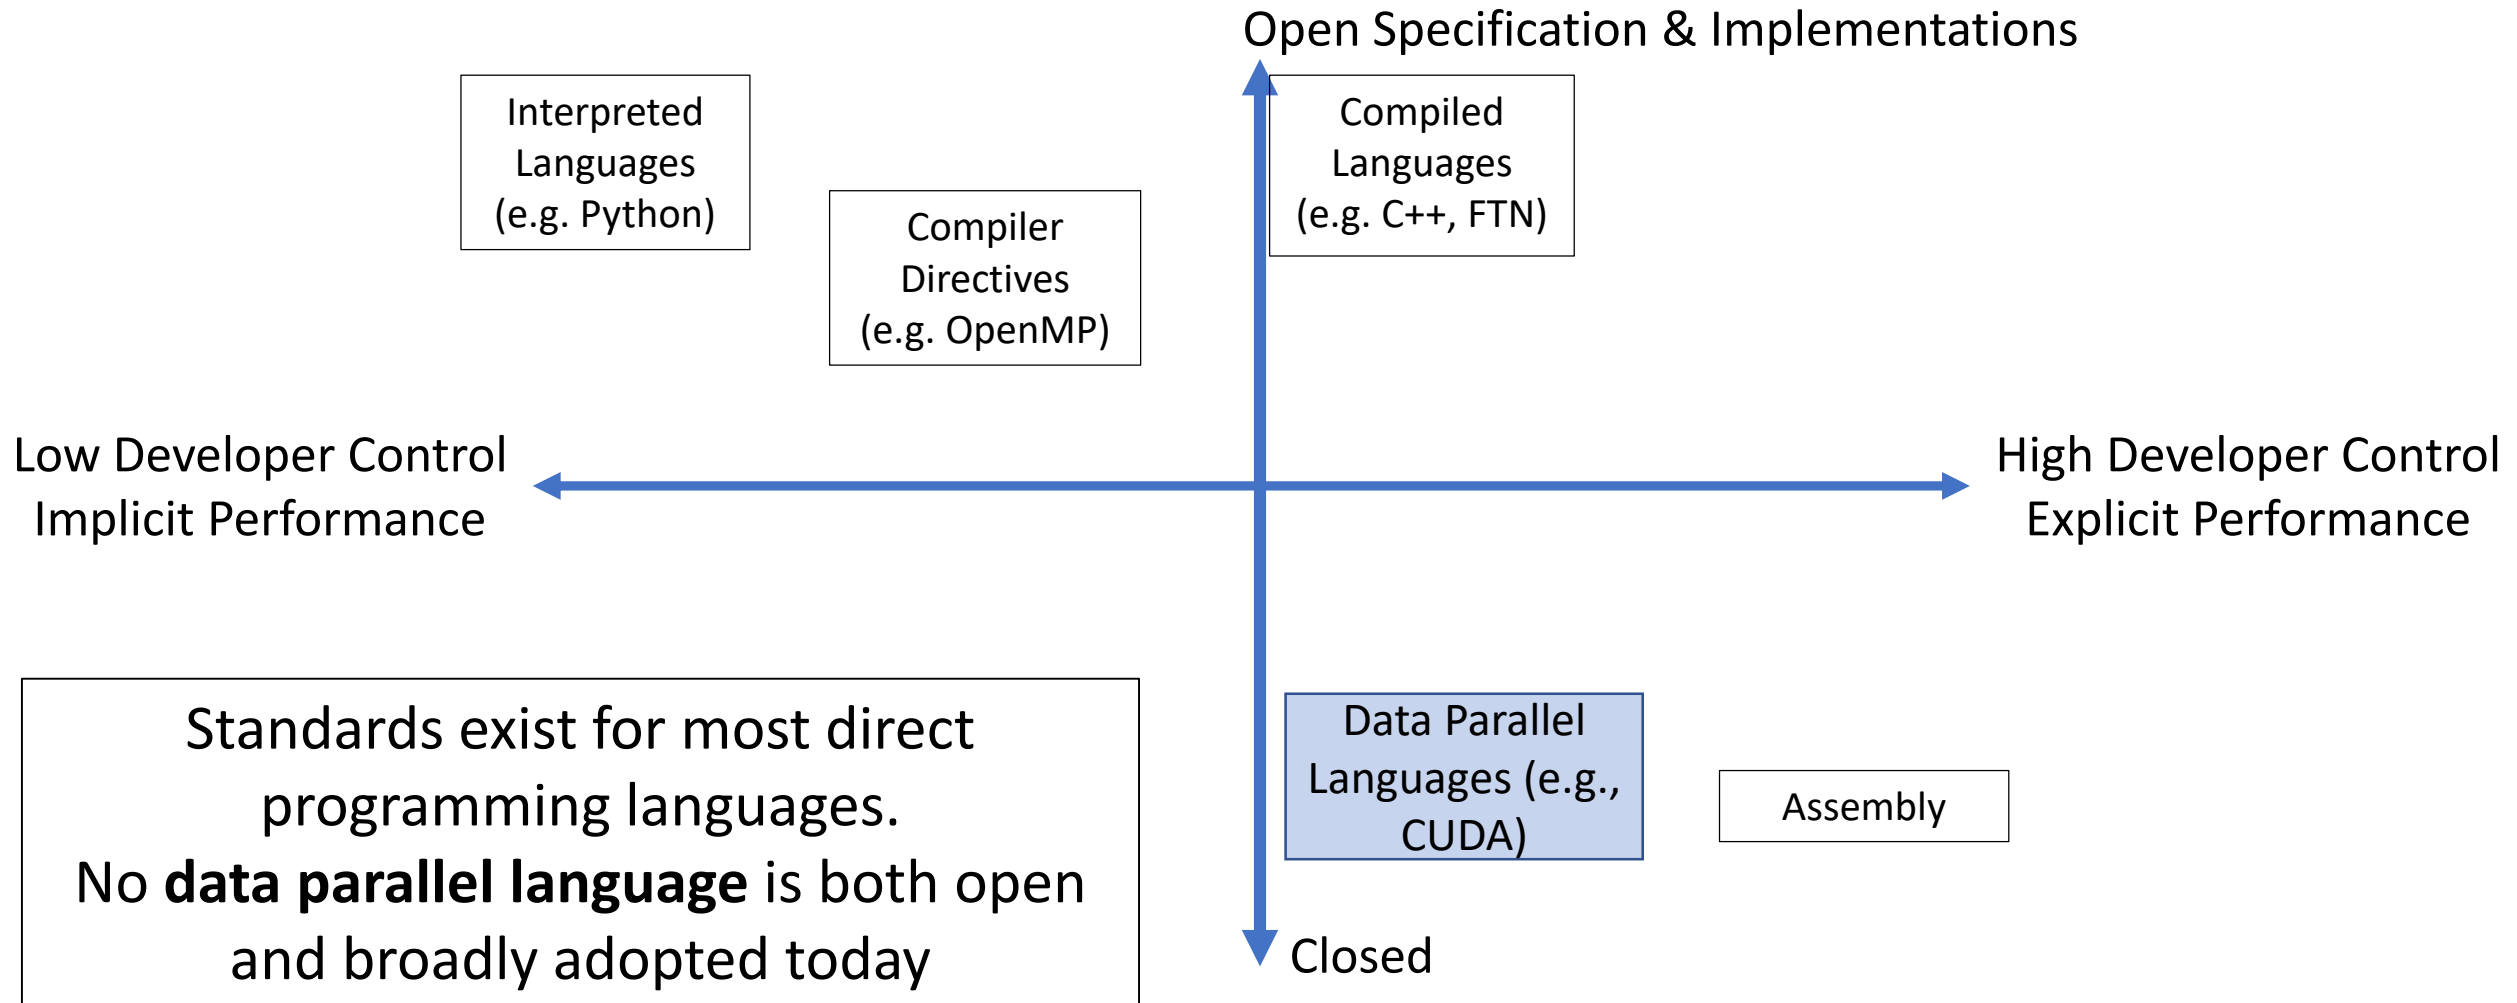 Open Specification & Implementations
Interpreted
Languages
(e.g. Python)
Compiler
Directives
(e.g. OpenMP)
Compiled
Languages
(e.g. C++, FTN)
Low Developer Control
Implicit Performance
High Developer Control
Explicit Performance
Standards exist for most direct
programming languages.
No data parallel language is both open
and broadly adopted today
Data Parallel
Languages (e.g.,
CUDA)
Assembly
Closed